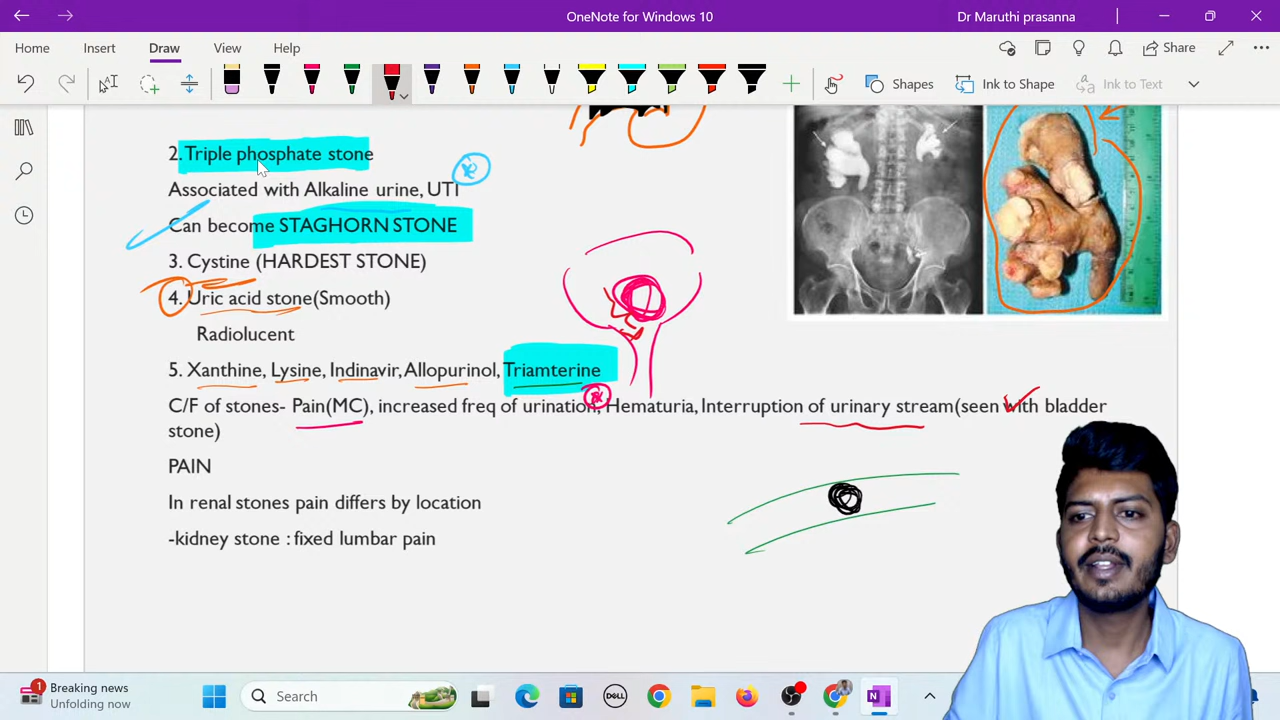 OneNote for Windows 10
Dr Maruthi prasanna
Home Insert Draw View Help
Share
Shapes Ink to Shape Ink to Text
2. Triple phosphate stone
Associated with Alkaline urine, UTI
Can become STAGHORN STONE
3. Cystine (HARDEST STONE)
4. Uric acid stone(Smooth)
Radiolucent
5. Xanthine, Lysine, Indinavir, Allopurinol, Triamterine
C/F of stones- Pain(MC), increased freq of urination, Hematuria, Interruption of urinary stream(seen with bladder
stone)
PAIN
In renal stones pain differs by location
-kidney stone : fixed lumbar pain
1
Breaking news
Unfolding now
Search
DELL